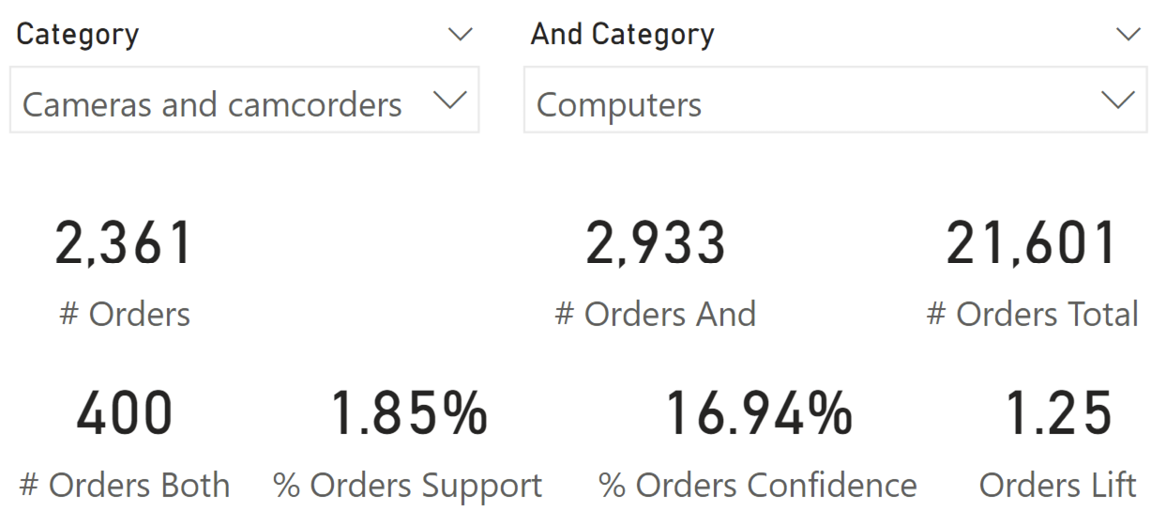 Category And Category
Cameras and camcorders Computers
2,361 2,933 21,601
# Orders # Orders And # Orders Total
400 1.85% 16.94% 1.25
# Orders Both % Orders Support % Orders Confidence Orders Lift